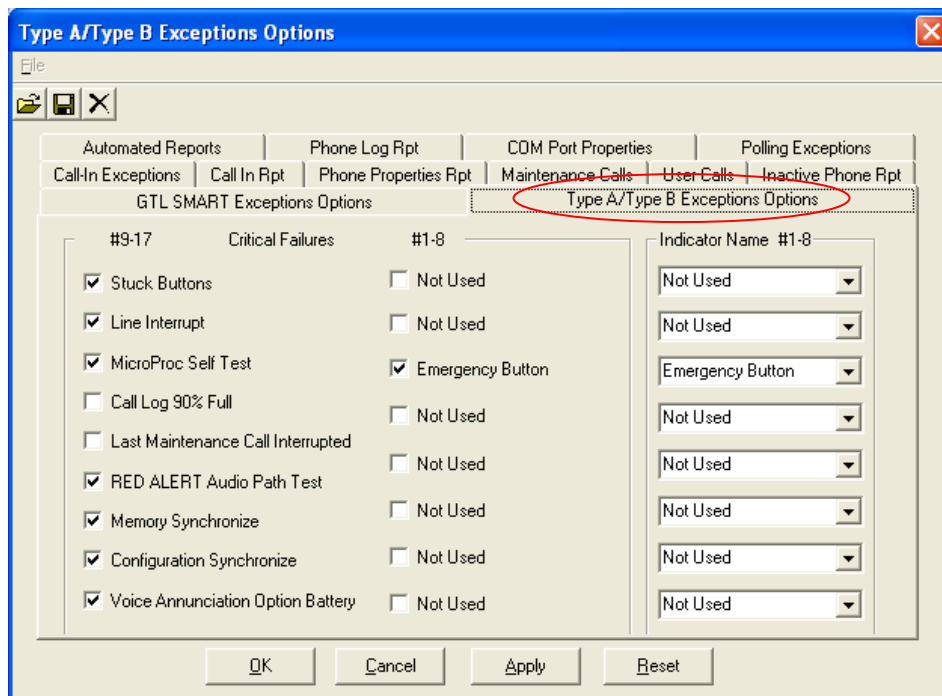 Type A/Type B Exceptions Options
File
Automated Reports Phone Log Rpt COM Port Properties Polling Exceptions
Call-In Exceptions Call In Rpt Phone Properties Rpt Maintenance Calls User Calls Inactive Phone Rpt
GTL SMART Exceptions Options Type A/Type B Exceptions Options
#9-17 Critical Failures #1-8 Indicator Name #1-8
Stuck Buttons Not Used Not Used
Line Interrupt Not Used Not Used
MicroProc Self Test Emergency Button Emergency Button
Call Log 90% Full Not Used Not Used
Last Maintenance Call Interrupted Not Used Not Used
RED ALERT Audio Path Test Not Used Not Used
Memory Synchronize Not Used Not Used
Configuration Synchronize Not Used Not Used
Voice Annunciation Option Battery
OK Cancel Apply Reset